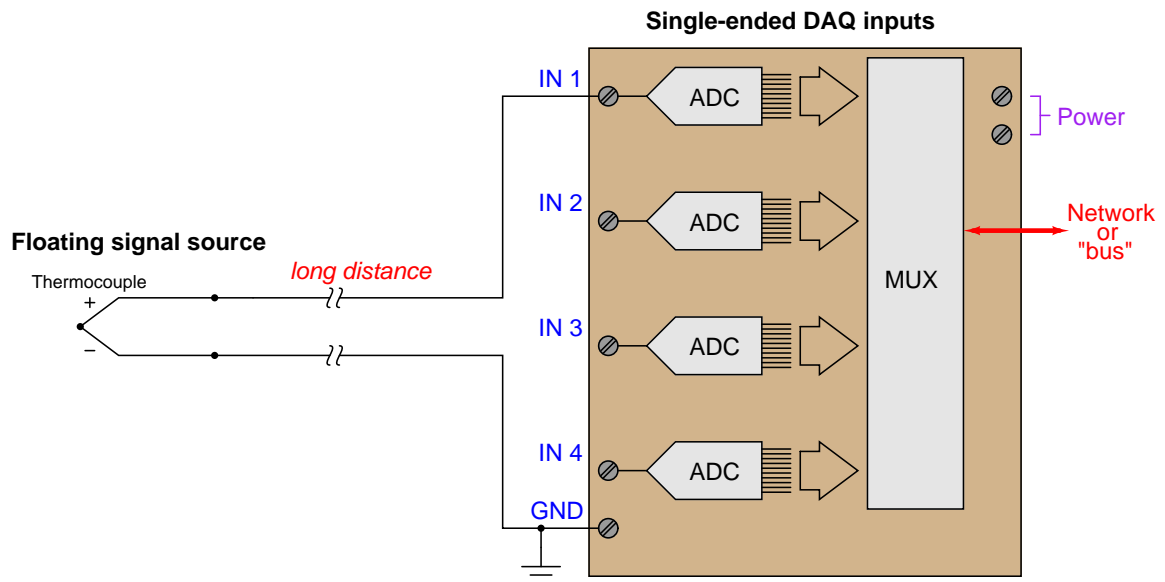 Single-ended DAQ inputs
IN 1
ADC
Power
IN 2
ADC
Network
or
"bus"
Floating signal source
long distance
Thermocouple
+
−
MUX
IN 3
ADC
IN 4
ADC
GND